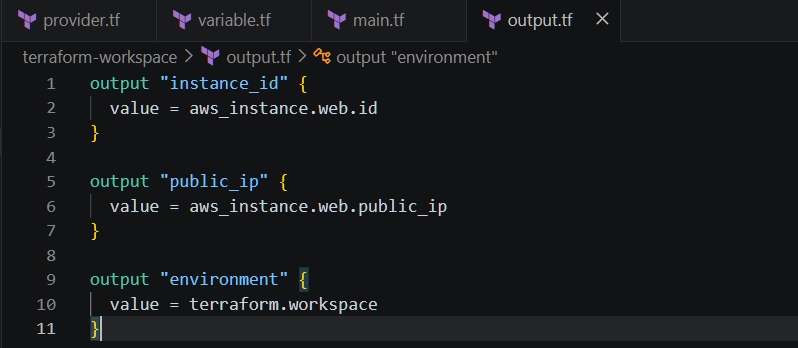 provider.tf variable.tf main.tf output.tf
terraform-workspace > output.tf > output "environment"
1 output "instance_id" {
2 value = aws_instance.web.id
3 }
4
5 output "public_ip" {
6 value = aws_instance.web.public_ip
7 }
8
9 output "environment" {
10 value = terraform.workspace
11 }